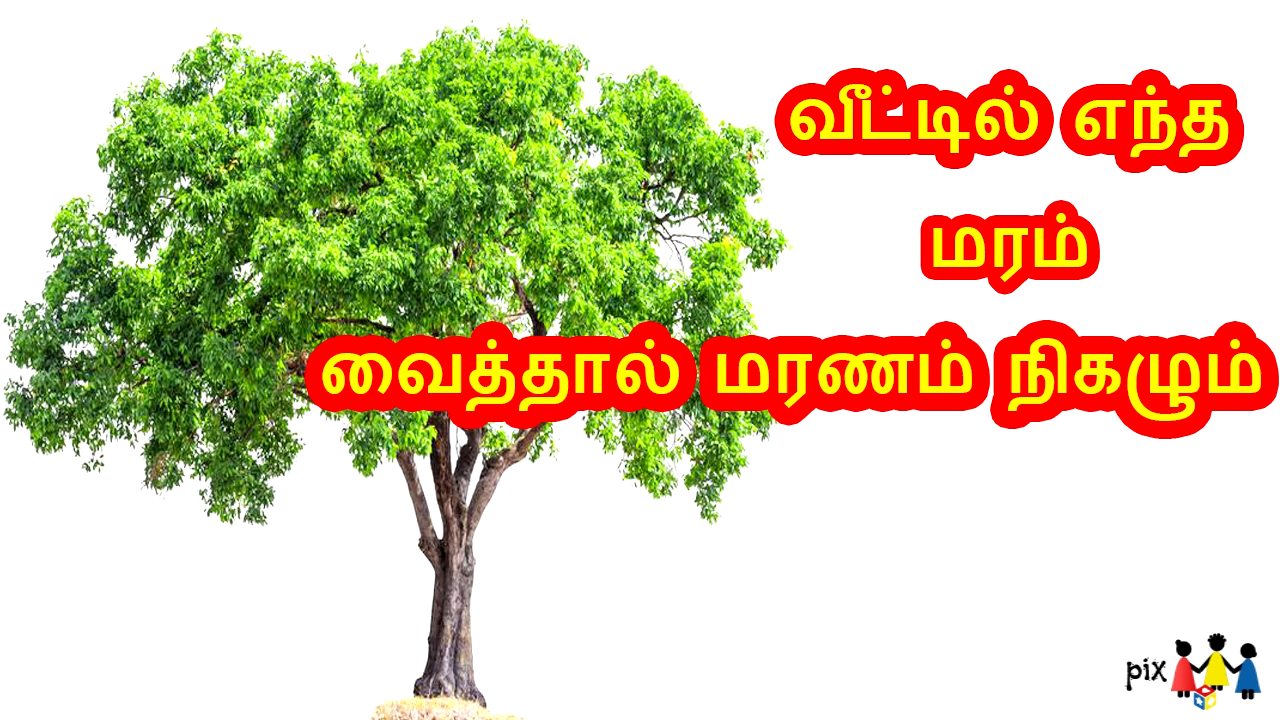 வீட்டில் எந்த
மரம்
வைத்தால் மரணம் நிகழும்
pix